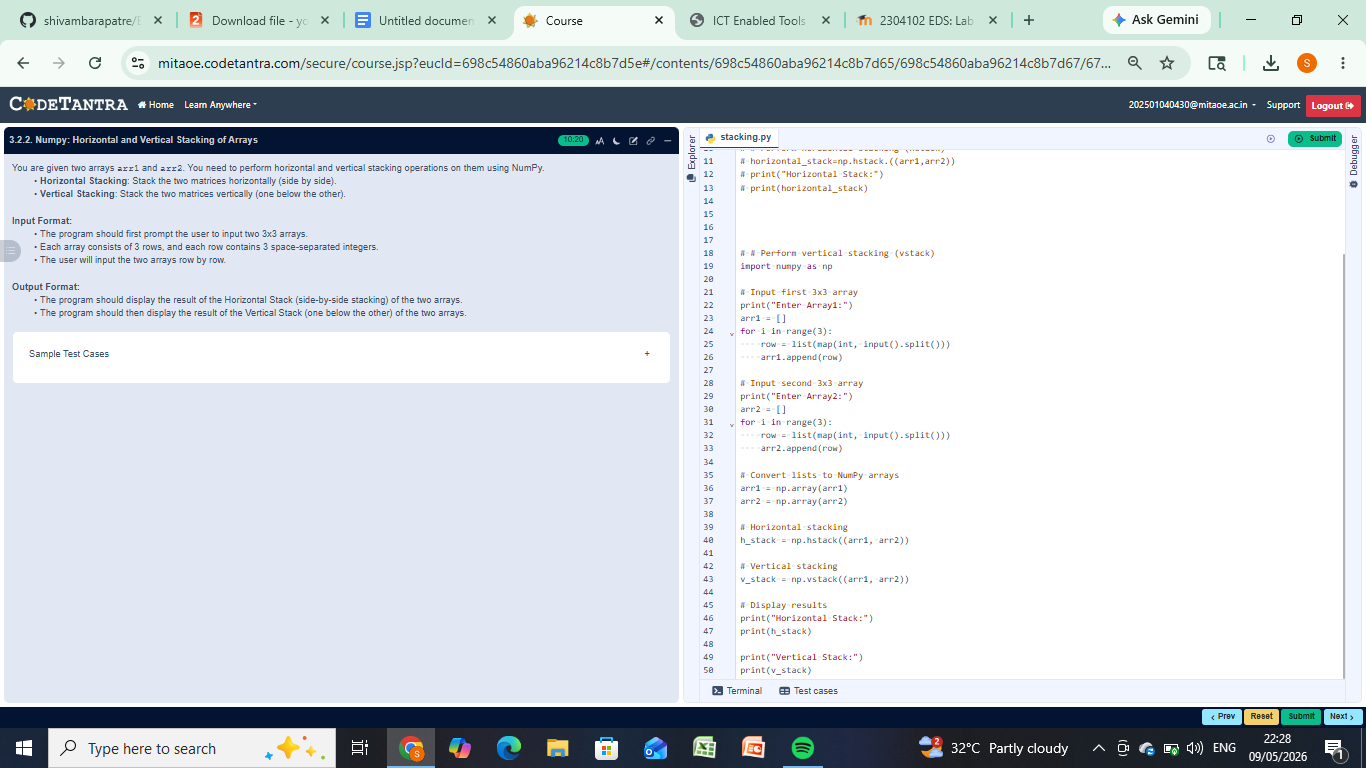 shivambarapatre/E
Download file - yo
Untitled documen
Course
ICT Enabled Tools
2304102 EDS: Lab
Ask Gemini
mitaoe.codetantra.com/secure/course.jsp?eucId=698c54860aba96214c8b7d5e#/contents/698c54860aba96214c8b7d65/698c54860aba96214c8b7d67/67...
S
CODETANTRA
Home
Learn Anywhere
202501040430@mitaoe.ac.in
Support
Logout
3.2.2. Numpy: Horizontal and Vertical Stacking of Arrays
10:20
You are given two arrays arr1 and arr2. You need to perform horizontal and vertical stacking operations on them using NumPy.
• Horizontal Stacking: Stack the two matrices horizontally (side by side).
• Vertical Stacking: Stack the two matrices vertically (one below the other).
Input Format:
• The program should first prompt the user to input two 3x3 arrays.
• Each array consists of 3 rows, and each row contains 3 space-separated integers.
• The user will input the two arrays row by row.
Output Format:
• The program should display the result of the Horizontal Stack (side-by-side stacking) of the two arrays.
• The program should then display the result of the Vertical Stack (one below the other) of the two arrays.
Sample Test Cases
+
Explorer
stacking.py
Submit
Debugger
11 # horizontal_stack=np.hstack.((arr1,arr2))
12 # print("Horizontal Stack:")
13 # print(horizontal_stack)
14
15
16
17
18 # # Perform vertical stacking (vstack)
19 import numpy as np
20
21 # Input first 3x3 array
22 print("Enter Array1:")
23 arr1 = []
24 for i in range(3):
25     row = list(map(int, input().split()))
26     arr1.append(row)
27
28 # Input second 3x3 array
29 print("Enter Array2:")
30 arr2 = []
31 for i in range(3):
32     row = list(map(int, input().split()))
33     arr2.append(row)
34
35 # Convert lists to NumPy arrays
36 arr1 = np.array(arr1)
37 arr2 = np.array(arr2)
38
39 # Horizontal stacking
40 h_stack = np.hstack((arr1, arr2))
41
42 # Vertical stacking
43 v_stack = np.vstack((arr1, arr2))
44
45 # Display results
46 print("Horizontal Stack:")
47 print(h_stack)
48
49 print("Vertical Stack:")
50 print(v_stack)
Terminal
Test cases
Prev
Reset
Submit
Next
Type here to search
2
32°C Partly cloudy
ENG
22:28
09/05/2026
1